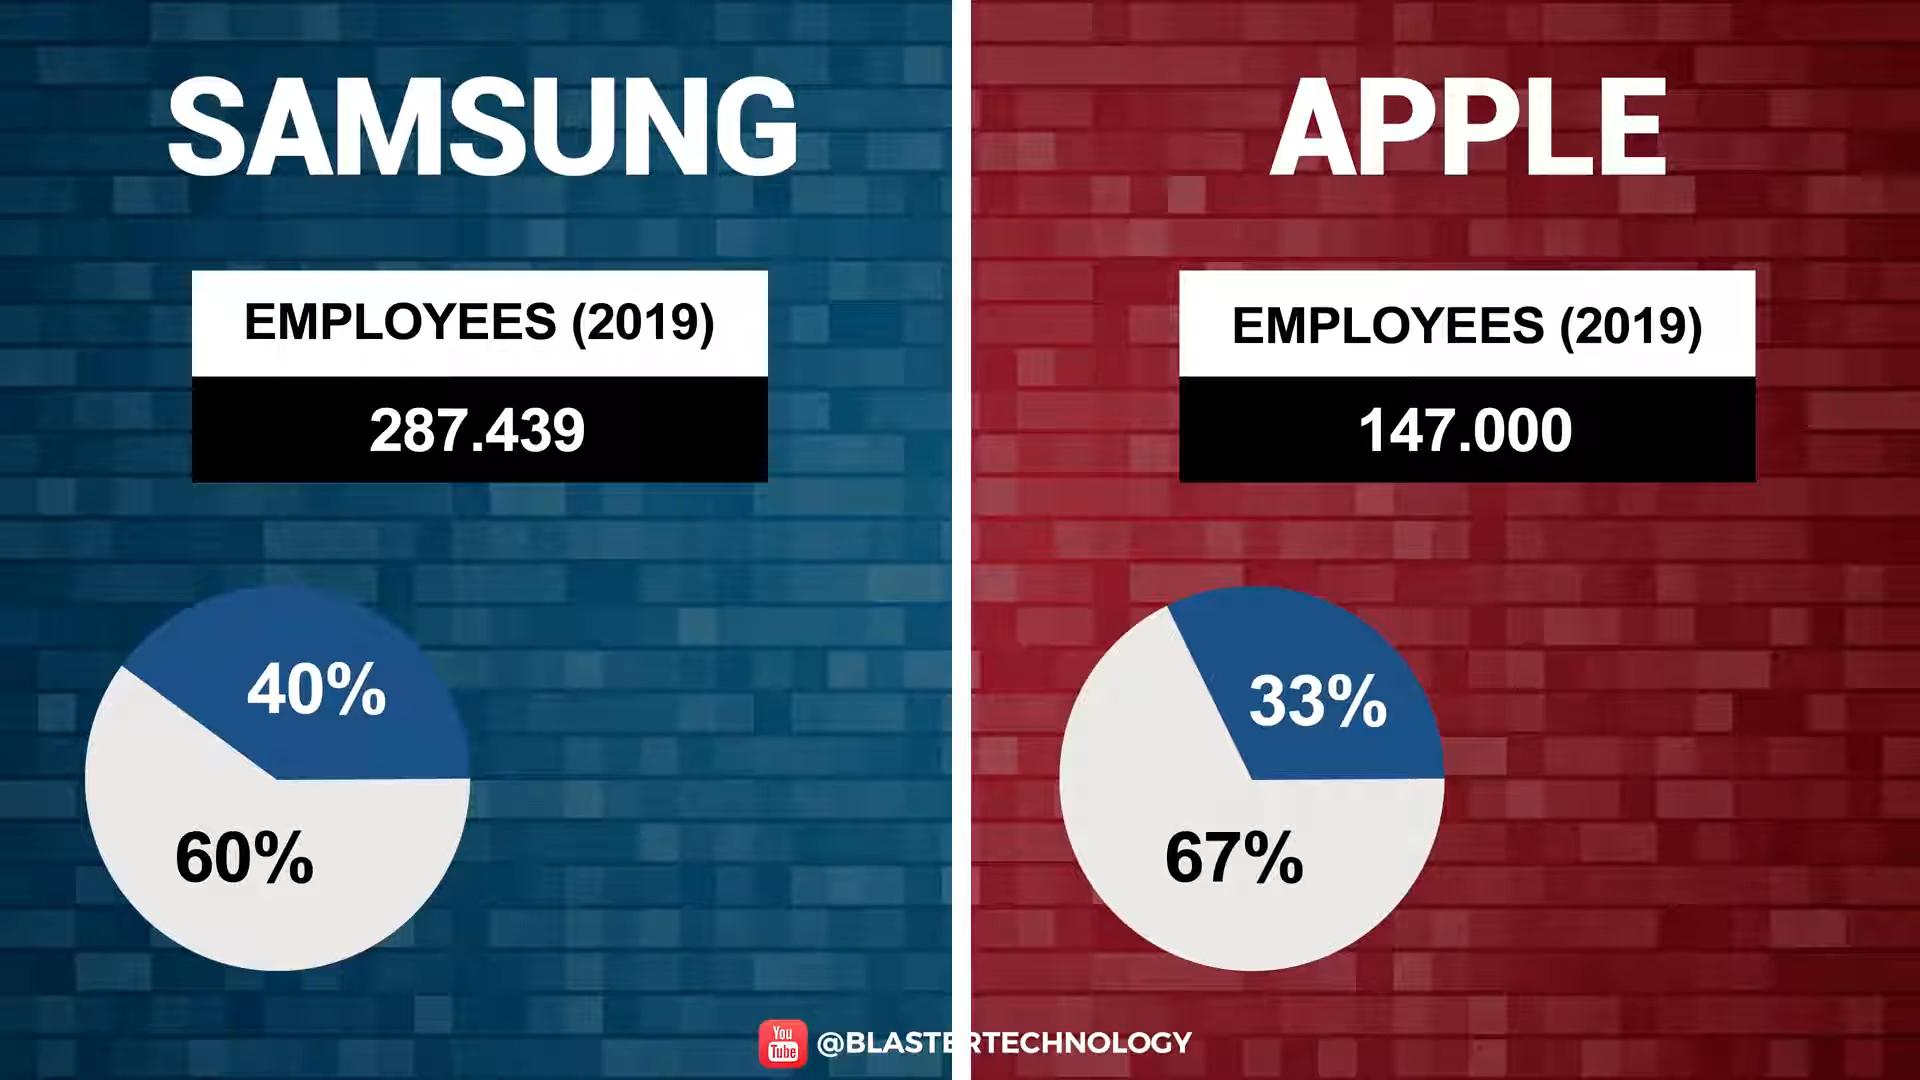 SAMSUNG
EMPLOYEES (2019)
287.439
40%
60%
APPLE
EMPLOYEES (2019)
147.000
33%
67%
You
Tube
@BLASTERTECHNOLOGY